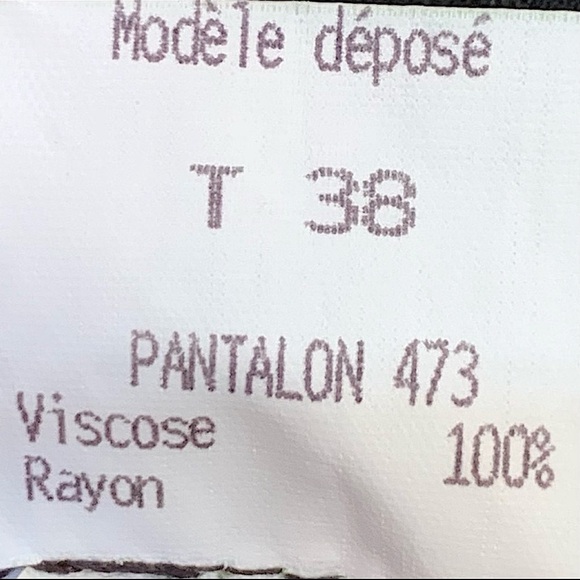 Modèle déposé
T 38
PANTALON 473
Viscose 100%
Rayon